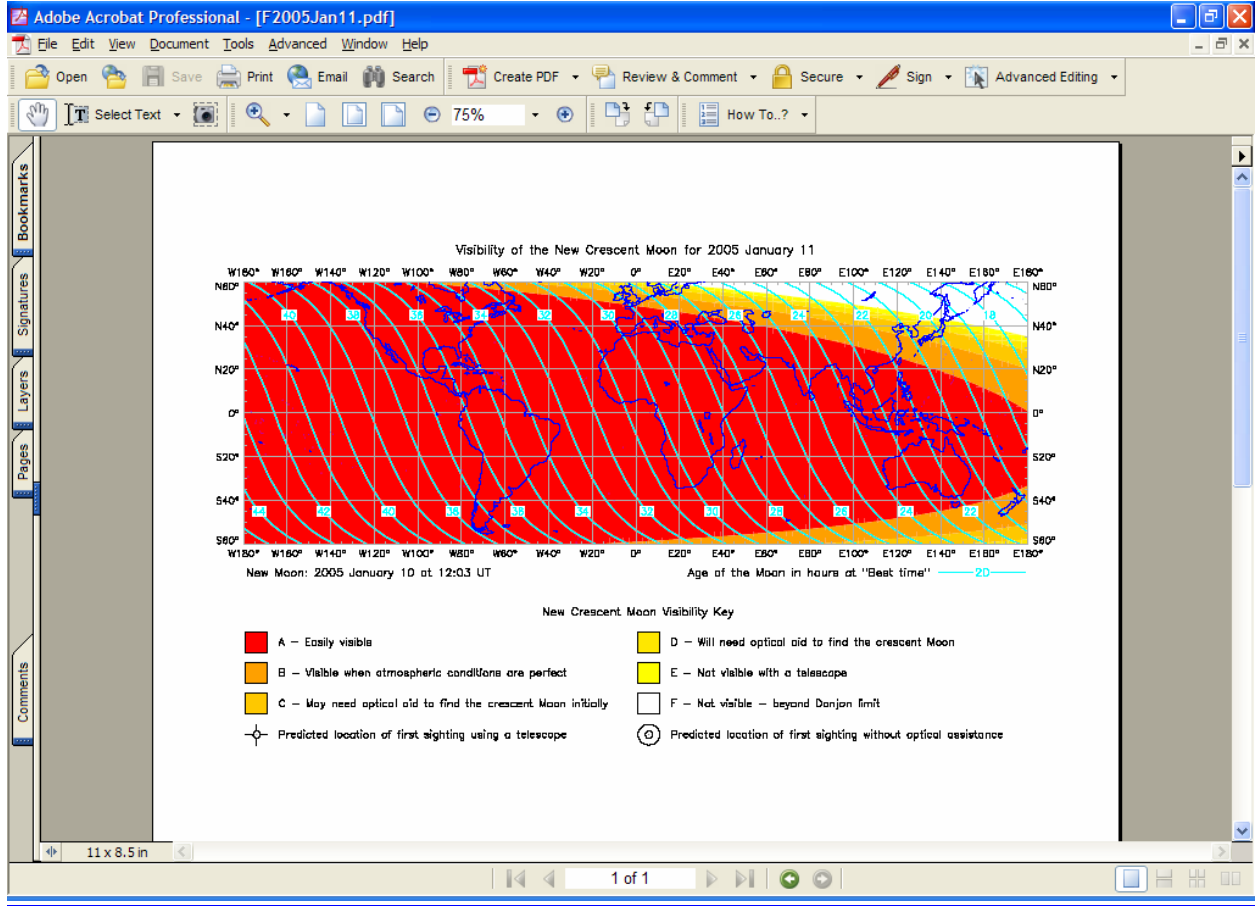 Adobe Acrobat Professional - [F2005Jan11.pdf]
File Edit View Document Tools Advanced Window Help
Open Save Print Email Search Create PDF Review & Comment Secure Sign Advanced Editing
Select Text 75% How To..?
Bookmarks
Signatures
Layers
Pages
Comments
Visibility of the New Crescent Moon for 2005 January 11
W180° W160° W140° W120° W100° W80° W60° W40° W20° 0° E20° E40° E60° E80° E100° E120° E140° E160° E180°
N60° N60°
40 38 36 34 32 30 28 26 24 22 20 18
N40° N40°
N20° N20°
0° 0°
S20° S20°
S40° S40°
44 42 40 38 36 34 32 30 28 26 24 22
S60° S60°
W180° W160° W140° W120° W100° W80° W60° W40° W20° 0° E20° E40° E60° E80° E100° E120° E140° E160° E180°
New Moon: 2005 January 10 at 12:03 UT Age of the Moon in hours at "Best time" 20
New Crescent Moon Visibility Key
A – Easily visible D – Will need optical aid to find the crescent Moon
B – Visible when atmospheric conditions are perfect E – Not visible with a telescope
C – May need optical aid to find the crescent Moon initially F – Not visible – beyond Danjon limit
Predicted location of first sighting using a telescope Predicted location of first sighting without optical assistance
11 x 8.5 in
1 of 1